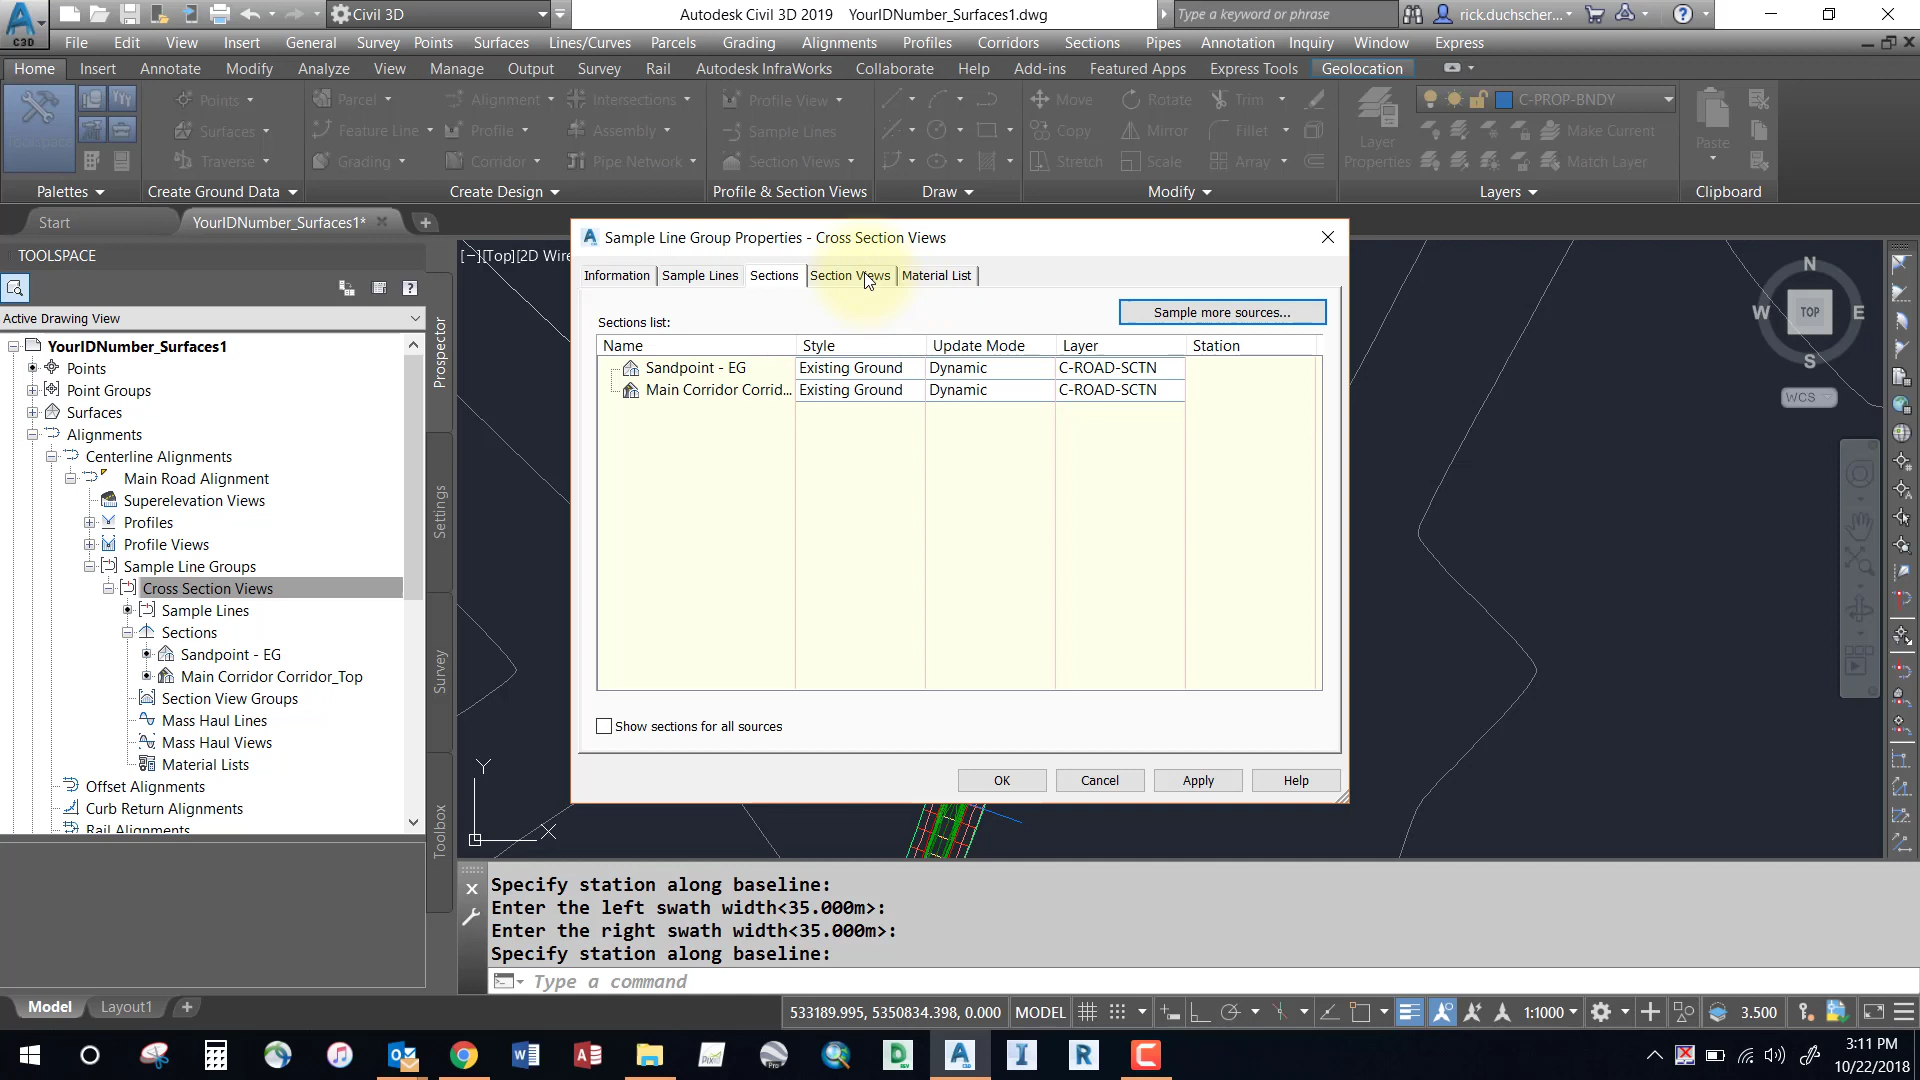 C3D
Civil 3D
Autodesk Civil 3D 2019 YourIDNumber_Surfaces1.dwg
Type a keyword or phrase
rick.duchscher...
File Edit View Insert General Survey Points Surfaces Lines/Curves Parcels Grading Alignments Profiles Corridors Sections Pipes Annotation Inquiry Window Express
Home Insert Annotate Modify Analyze View Manage Output Survey Rail Autodesk InfraWorks Collaborate Help Add-ins Featured Apps Express Tools Geolocation
Points Parcel Alignment Intersections Profile View Move Rotate Trim C-PROP-BNDY
Surfaces Feature Line Profile Assembly Sample Lines Copy Mirror Fillet Layer Properties Make Current Paste
Traverse Grading Corridor Pipe Network Section Views Stretch Scale Array Match Layer
Palettes Create Ground Data Create Design Profile & Section Views Draw Modify Layers Clipboard
Start YourIDNumber_Surfaces1*
TOOLSPACE
Active Drawing View
YourIDNumber_Surfaces1
Points
Point Groups
Surfaces
Alignments
Centerline Alignments
Main Road Alignment
Superelevation Views
Profiles
Profile Views
Sample Line Groups
Cross Section Views
Sample Lines
Sections
Sandpoint - EG
Main Corridor Corridor_Top
Section View Groups
Mass Haul Lines
Mass Haul Views
Material Lists
Offset Alignments
Curb Return Alignments
Rail Alignments
Prospector
Settings
Survey
Toolbox
[−][Top][2D Wire
Sample Line Group Properties - Cross Section Views
Information Sample Lines Sections Section Views Material List
Sections list:
Sample more sources...
Name Style Update Mode Layer Station
Sandpoint - EG Existing Ground Dynamic C-ROAD-SCTN
Main Corridor Corrid... Existing Ground Dynamic C-ROAD-SCTN
Show sections for all sources
OK Cancel Apply Help
N
W TOP E
S
WCS
Y
X
Specify station along baseline:
Enter the left swath width<35.000m>:
Enter the right swath width<35.000m>:
Specify station along baseline:
Type a command
Model Layout1
533189.995, 5350834.398, 0.000 MODEL 1:1000 3.500
3:11 PM
10/22/2018